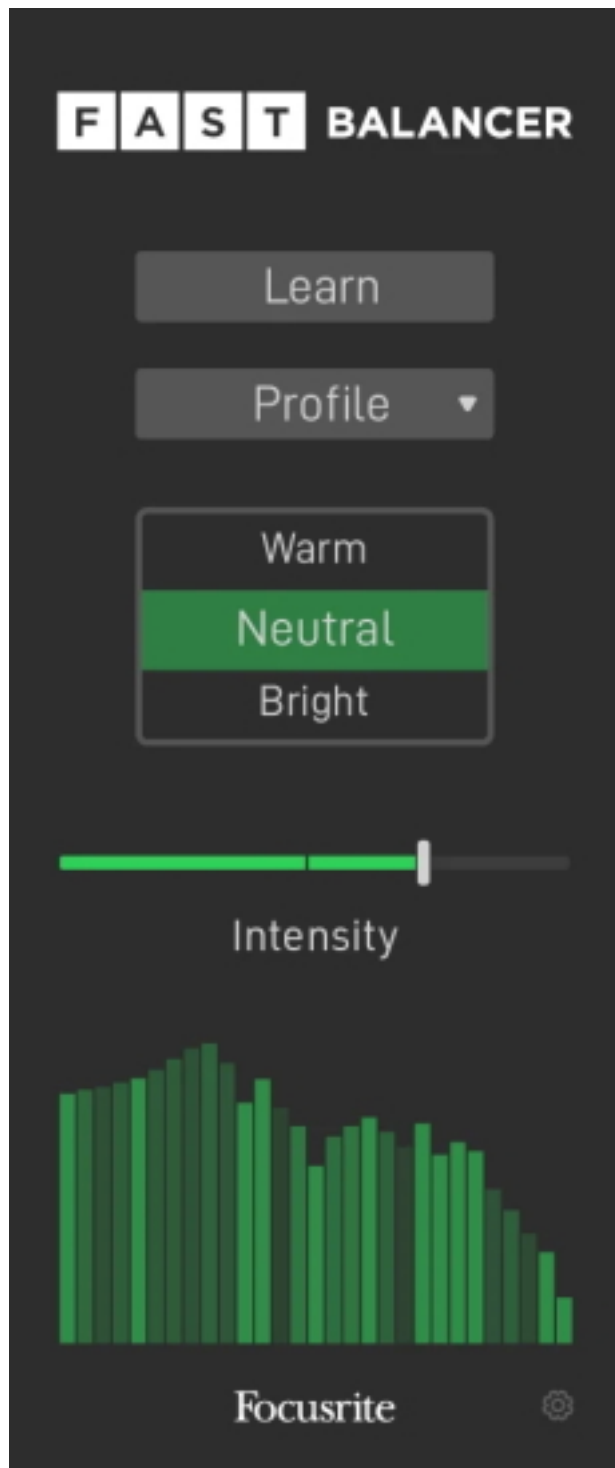 FAST BALANCER
Learn
Profile
Warm
Neutral
Bright
Intensity
Focusrite